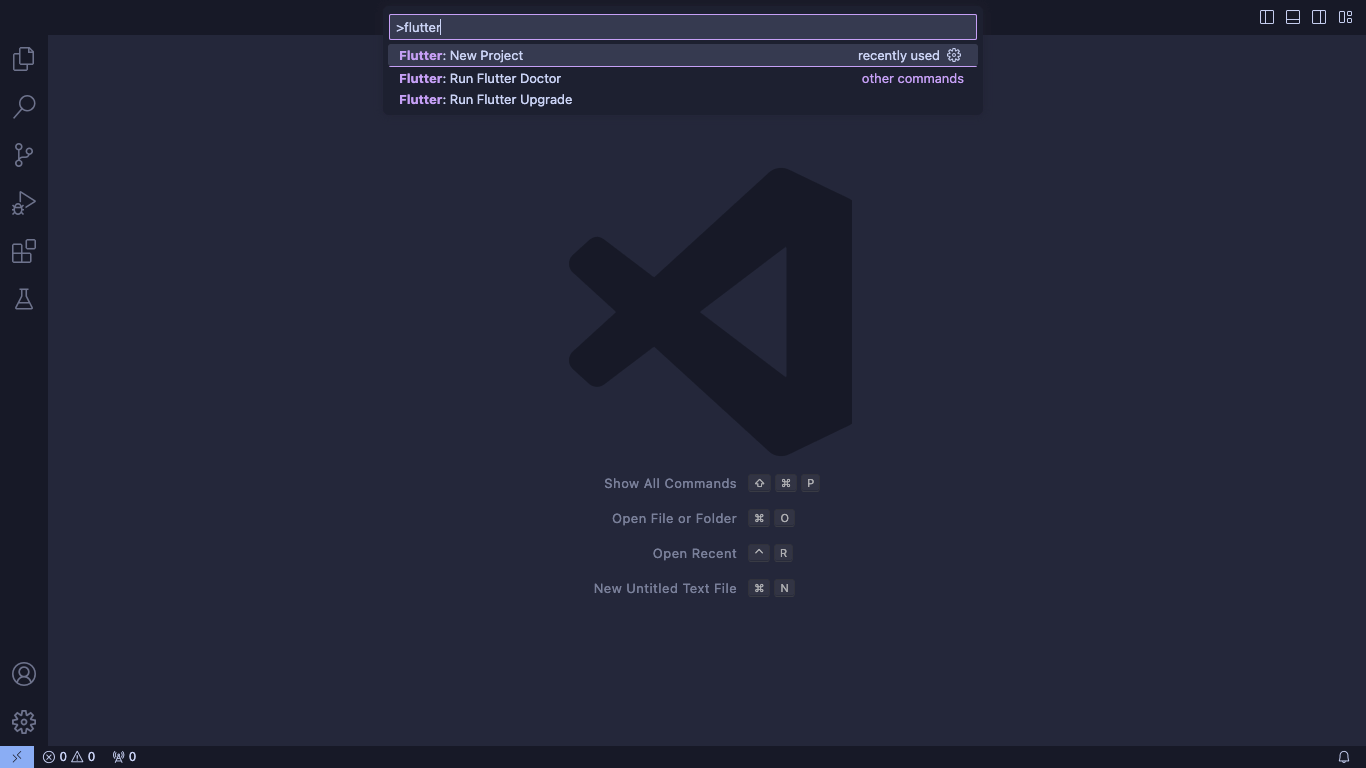 >flutter
Flutter: New Project recently used
Flutter: Run Flutter Doctor other commands
Flutter: Run Flutter Upgrade
Show All Commands ⇧ ⌘ P
Open File or Folder ⌘ O
Open Recent ^ R
New Untitled Text File ⌘ N
0 0 0